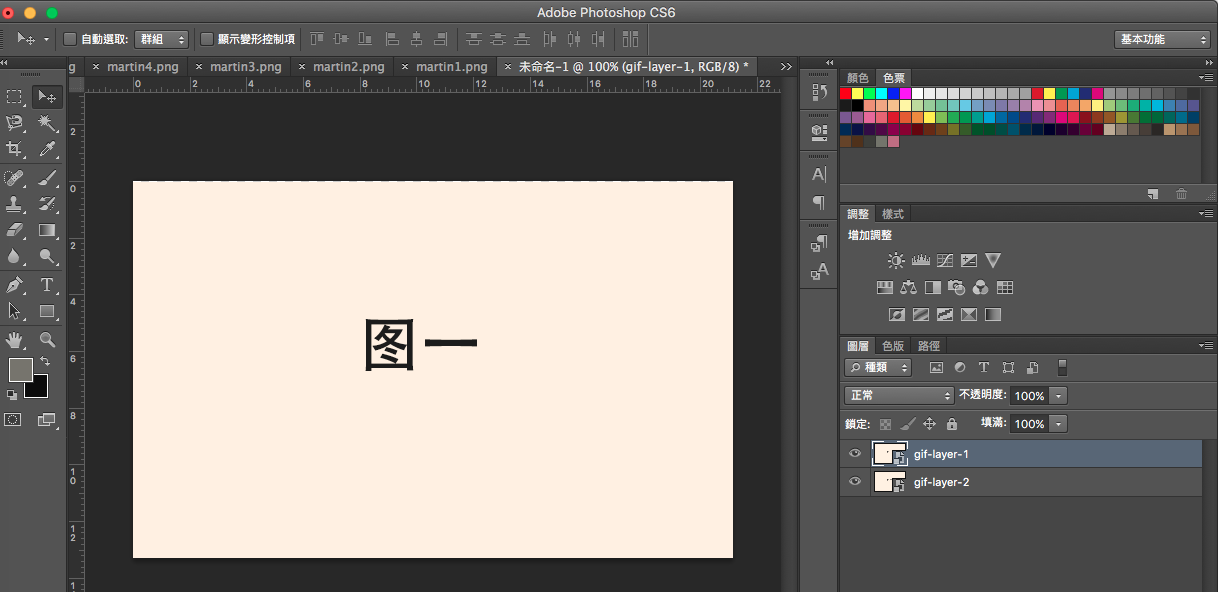 Adobe Photoshop CS6
自動選取: 群組 顯示變形控制項 基本功能
g × martin4.png × martin3.png × martin2.png × martin1.png × 未命名-1 @ 100% (gif-layer-1, RGB/8) * >>
0 2 4 6 8 10 12 14 16 18 20 22
2
0
2
4
6
8
10
12
1
图一
顏色 色票
調整 樣式
增加調整
圖層 色版 路徑
種類
正常 不透明度: 100%
鎖定: 填滿: 100%
gif-layer-1
gif-layer-2